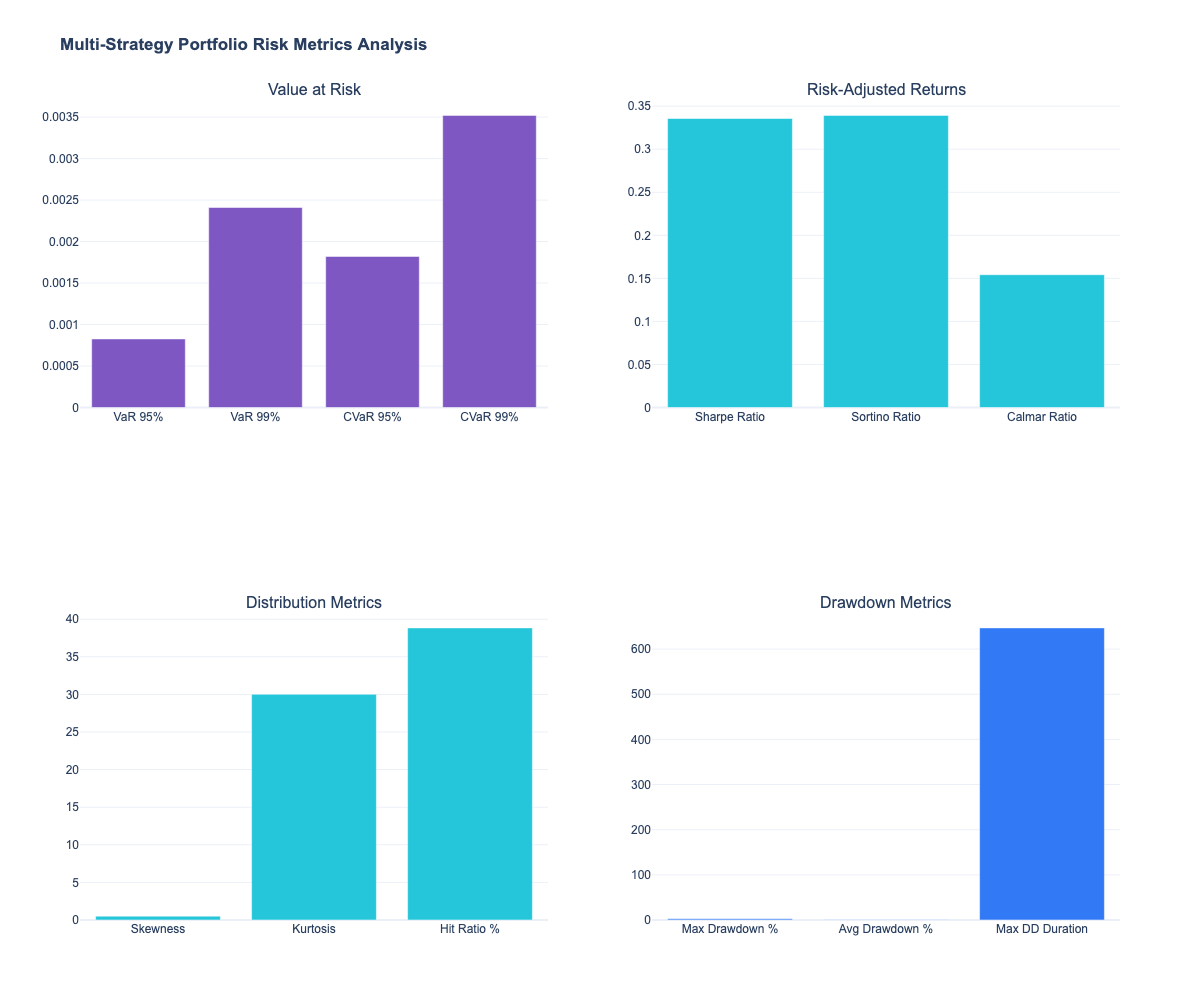 Multi-Strategy Portfolio Risk Metrics Analysis
Value at Risk
0.0035
0.003
0.0025
0.002
0.0015
0.001
0.0005
0
VaR 95%
VaR 99%
CVaR 95%
CVaR 99%
Risk-Adjusted Returns
0.35
0.3
0.25
0.2
0.15
0.1
0.05
0
Sharpe Ratio
Sortino Ratio
Calmar Ratio
Distribution Metrics
40
35
30
25
20
15
10
5
0
Skewness
Kurtosis
Hit Ratio %
Drawdown Metrics
600
500
400
300
200
100
0
Max Drawdown %
Avg Drawdown %
Max DD Duration